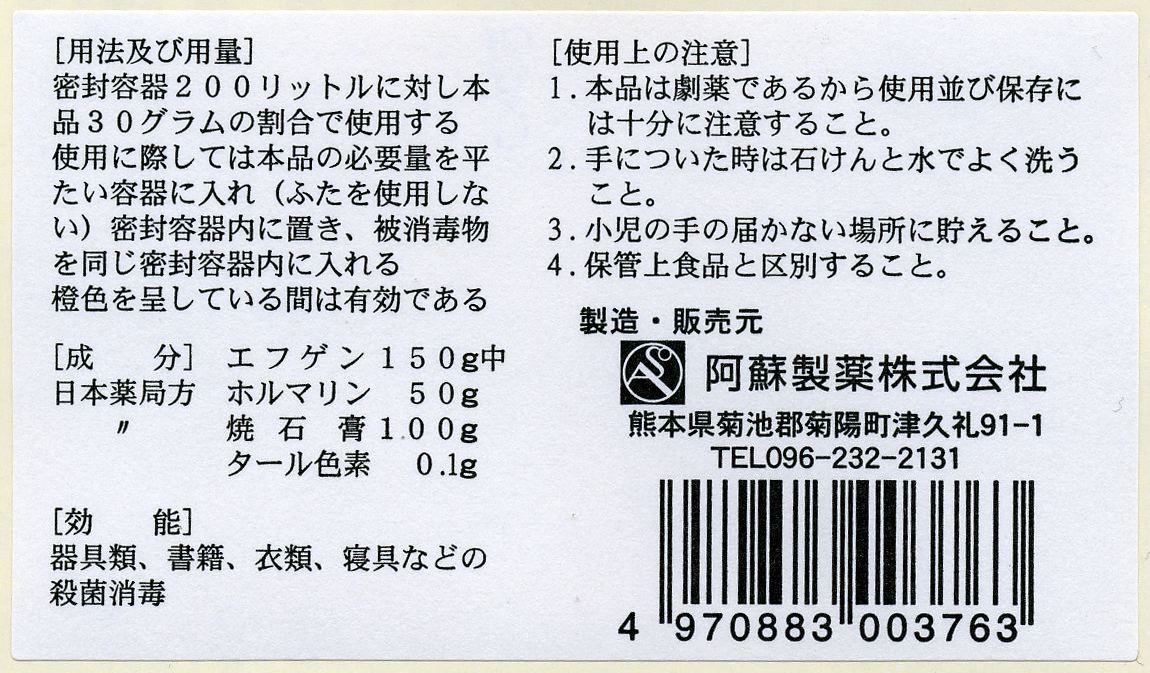 [用法及び用量]
密封容器２００リットルに対し本
品３０グラムの割合で使用する
使用に際しては本品の必要量を平
たい容器に入れ（ふたを使用しな
い）密封容器内に置き、被消毒物
を同じ密封容器内に入れる
橙色を呈している間は有効である
[成　　分]　エフゲン１５０g中
日本薬局方　ホルマリン　５０g
〃　焼　石　膏１００g
タール色素　０.１g
[効　　能]
器具類、書籍、衣類、寝具などの
殺菌消毒
[使用上の注意]
1．本品は劇薬であるから使用並び保存に
は十分に注意すること。
2．手についた時は石けんと水でよく洗う
こと。
3．小児の手の届かない場所に貯えること。
4．保管上食品と区別すること。
製造・販売元
阿蘇製薬株式会社
熊本県菊池郡菊陽町津久礼91-1
TEL096-232-2131
4 970883 003763